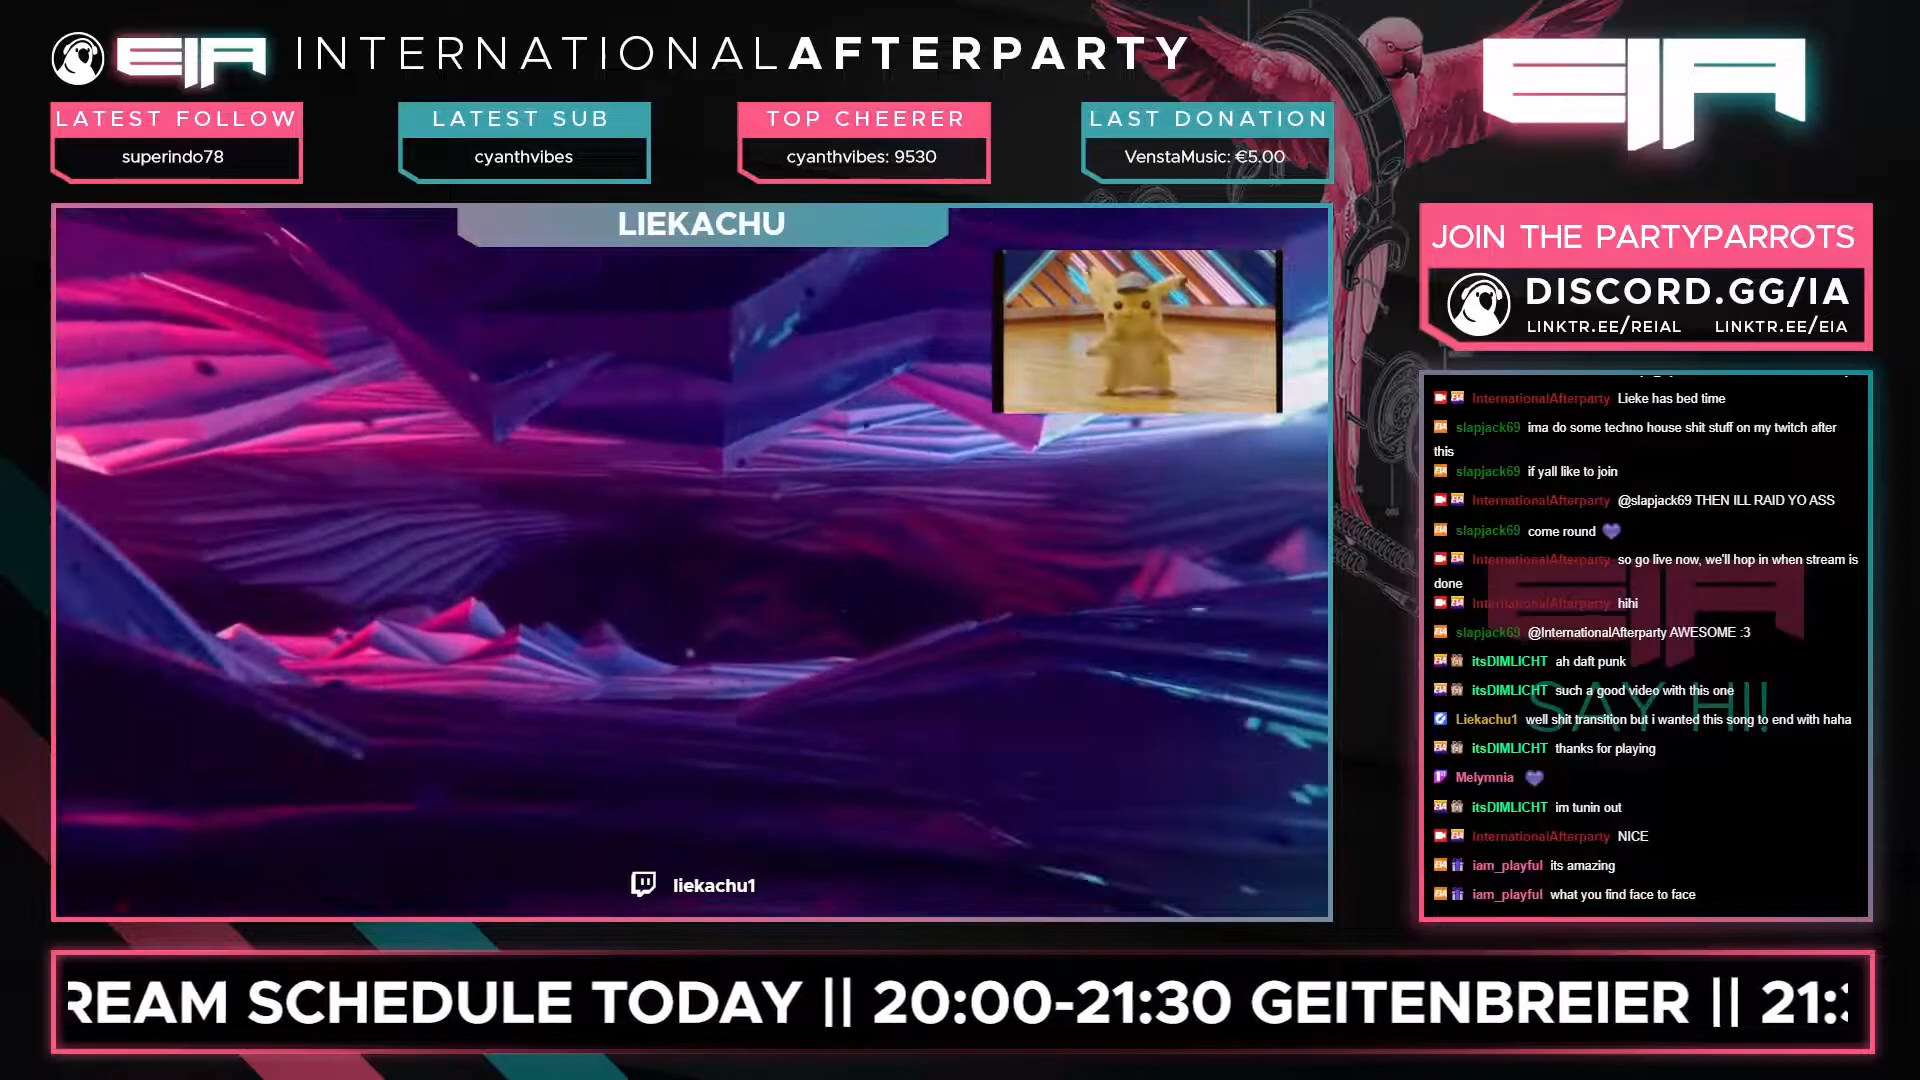 EIA INTERNATIONALAFTERPARTY
EIA
LATEST FOLLOW
superindo78
LATEST SUB
cyanthvibes
TOP CHEERER
cyanthvibes: 9530
LAST DONATION
VenstaMusic: €5.00
LIEKACHU
liekachu1
JOIN THE PARTYPARROTS
DISCORD.GG/IA
LINKTR.EE/REIAL LINKTR.EE/EIA
InternationalAfterparty Lieke has bed time
slapjack69 ima do some techno house shit stuff on my twitch after
this
slapjack69 if yall like to join
InternationalAfterparty @slapjack69 THEN ILL RAID YO ASS
slapjack69 come round
InternationalAfterparty so go live now, we'll hop in when stream is
done
InternationalAfterparty hihi
slapjack69 @InternationalAfterparty AWESOME :3
itsDIMLICHT ah daft punk
itsDIMLICHT such a good video with this one
Liekachu1 well shit transition but i wanted this song to end with haha
itsDIMLICHT thanks for playing
Melymnia
itsDIMLICHT im tunin out
InternationalAfterparty NICE
iam_playful its amazing
iam_playful what you find face to face
EIA
SAY HI!
REAM SCHEDULE TODAY || 20:00-21:30 GEITENBREIER || 21: